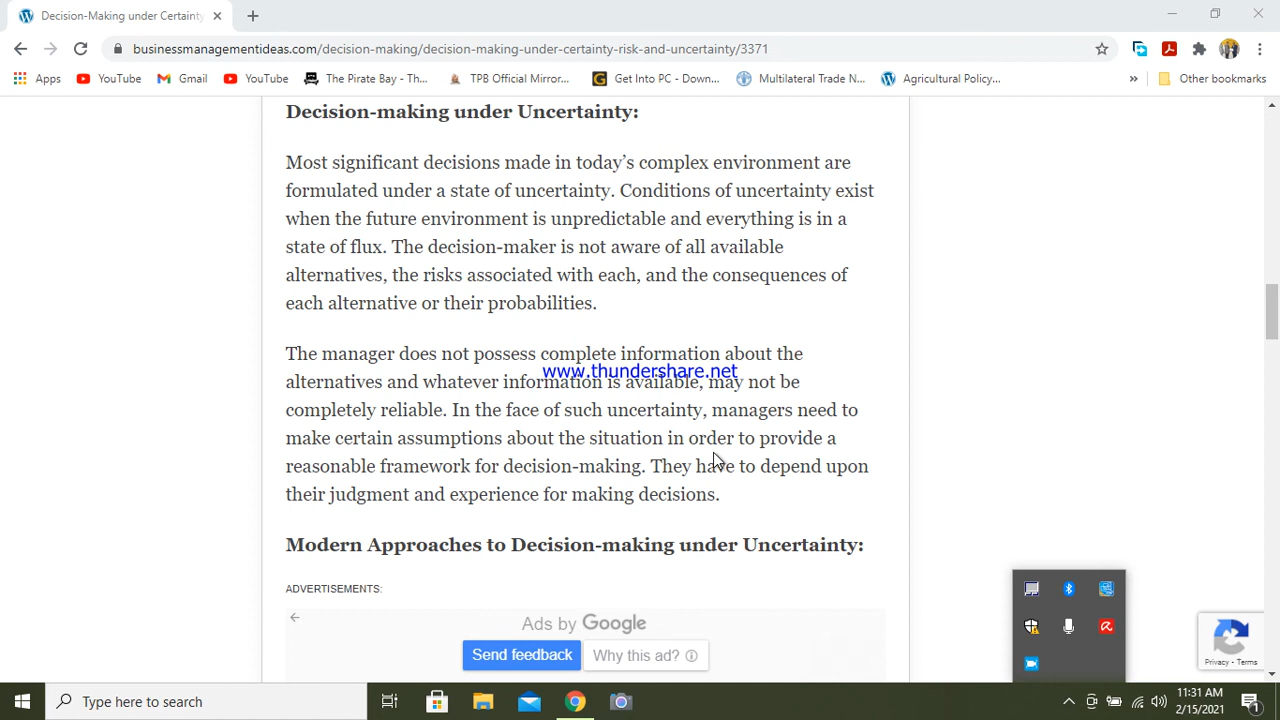 Decision-Making under Certainty
businessmanagementideas.com/decision-making/decision-making-under-certainty-risk-and-uncertainty/3371
Apps YouTube Gmail YouTube The Pirate Bay - Th... TPB Official Mirror... Get Into PC - Down... Multilateral Trade N... Agricultural Policy... » Other bookmarks
Decision-making under Uncertainty:
Most significant decisions made in today's complex environment are
formulated under a state of uncertainty. Conditions of uncertainty exist
when the future environment is unpredictable and everything is in a
state of flux. The decision-maker is not aware of all available
alternatives, the risks associated with each, and the consequences of
each alternative or their probabilities.
The manager does not possess complete information about the
www.thundershare.net
alternatives and whatever information is available, may not be
completely reliable. In the face of such uncertainty, managers need to
make certain assumptions about the situation in order to provide a
reasonable framework for decision-making. They have to depend upon
their judgment and experience for making decisions.
Modern Approaches to Decision-making under Uncertainty:
ADVERTISEMENTS:
Ads by Google
Send feedback Why this ad?
Privacy - Terms
Type here to search
11:31 AM
2/15/2021
1